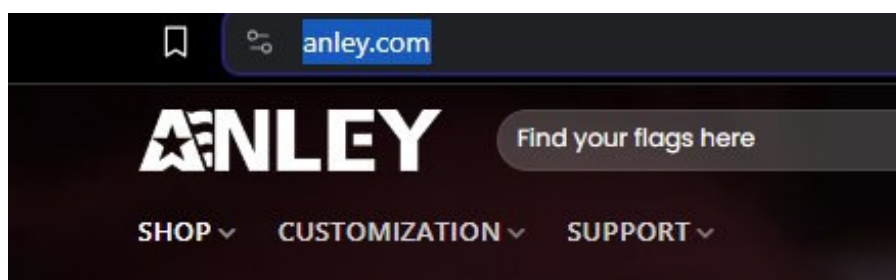 anley.com
ANLEY
Find your flags here
SHOP
CUSTOMIZATION
SUPPORT